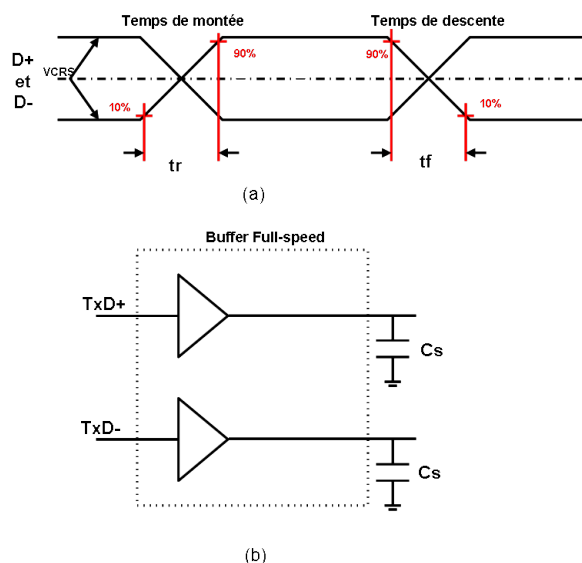 Temps de montée
Temps de descente
D+
et
D-
VCRS
90%
90%
10%
10%
tr
tf
(a)
Buffer Full-speed
TxD+
Cs
TxD-
Cs
(b)